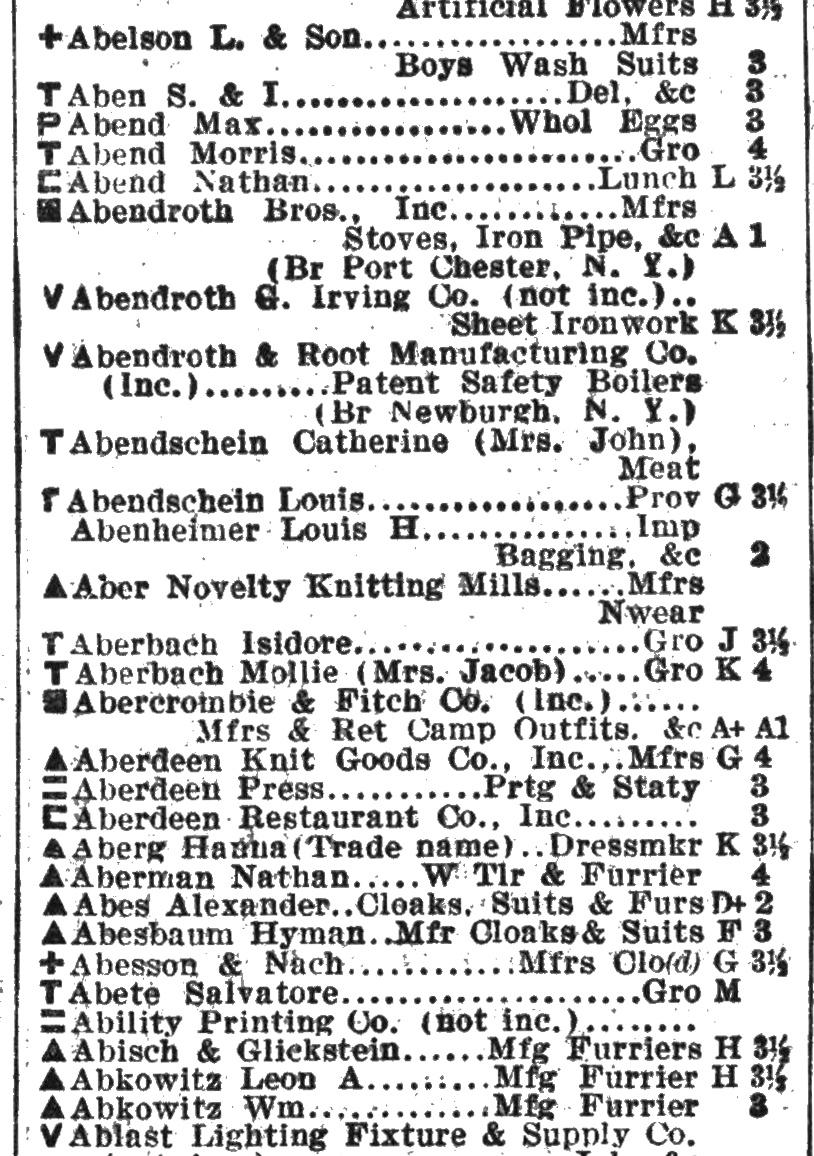 Artificial Flowers H 3½
+Abelson L. & Son..................Mfrs
Boys Wash Suits 3
T Aben S. & I.....................Del, &c 3
P Abend Max..................Whol Eggs 3
T Abend Morris........................Gro 4
Abend Nathan....................Lunch L 3½
Abendroth Bros., Inc............Mfrs
Stoves, Iron Pipe, &c A 1
(Br Port Chester, N. Y.)
V Abendroth G. Irving Co. (not inc.)..
Sheet Ironwork K 3½
V Abendroth & Root Manufacturing Co.
(Inc.).........Patent Safety Boilers
(Br Newburgh, N. Y.)
T Abendschein Catherine (Mrs. John),
Meat
T Abendschein Louis...................Prov G 3½
Abenheimer Louis H...............Imp
Bagging, &c 2
▲Aber Novelty Knitting Mills......Mfrs
Nwear
T Aberbach Isidore.....................Gro J 3½
T Aberbach Mollie (Mrs. Jacob).....Gro K 4
Abercrombie & Fitch Co. (Inc.)......
Mfrs & Ret Camp Outfits, &c A+ A1
▲Aberdeen Knit Goods Co., Inc...Mfrs G 4
=Aberdeen Press...........Prtg & Staty 3
Aberdeen Restaurant Co., Inc......... 3
▲Aberg Hanna(Trade name)..Dressmkr K 3½
▲Aberman Nathan.....W Tlr & Furrier 4
▲Abes Alexander..Cloaks, Suits & Furs D+ 2
▲Abesbaum Hyman..Mfr Cloaks & Suits F 3
+Abesson & Nach............Mfrs Clo(d) G 3½
T Abete Salvatore.....................Gro M
=Ability Printing Co. (not inc.)........
▲Abisch & Glickstein......Mfg Furriers H 3½
▲Abkowitz Leon A........Mfg Furrier H 3½
▲Abkowitz Wm.............Mfg Furrier 3
V Ablast Lighting Fixture & Supply Co.